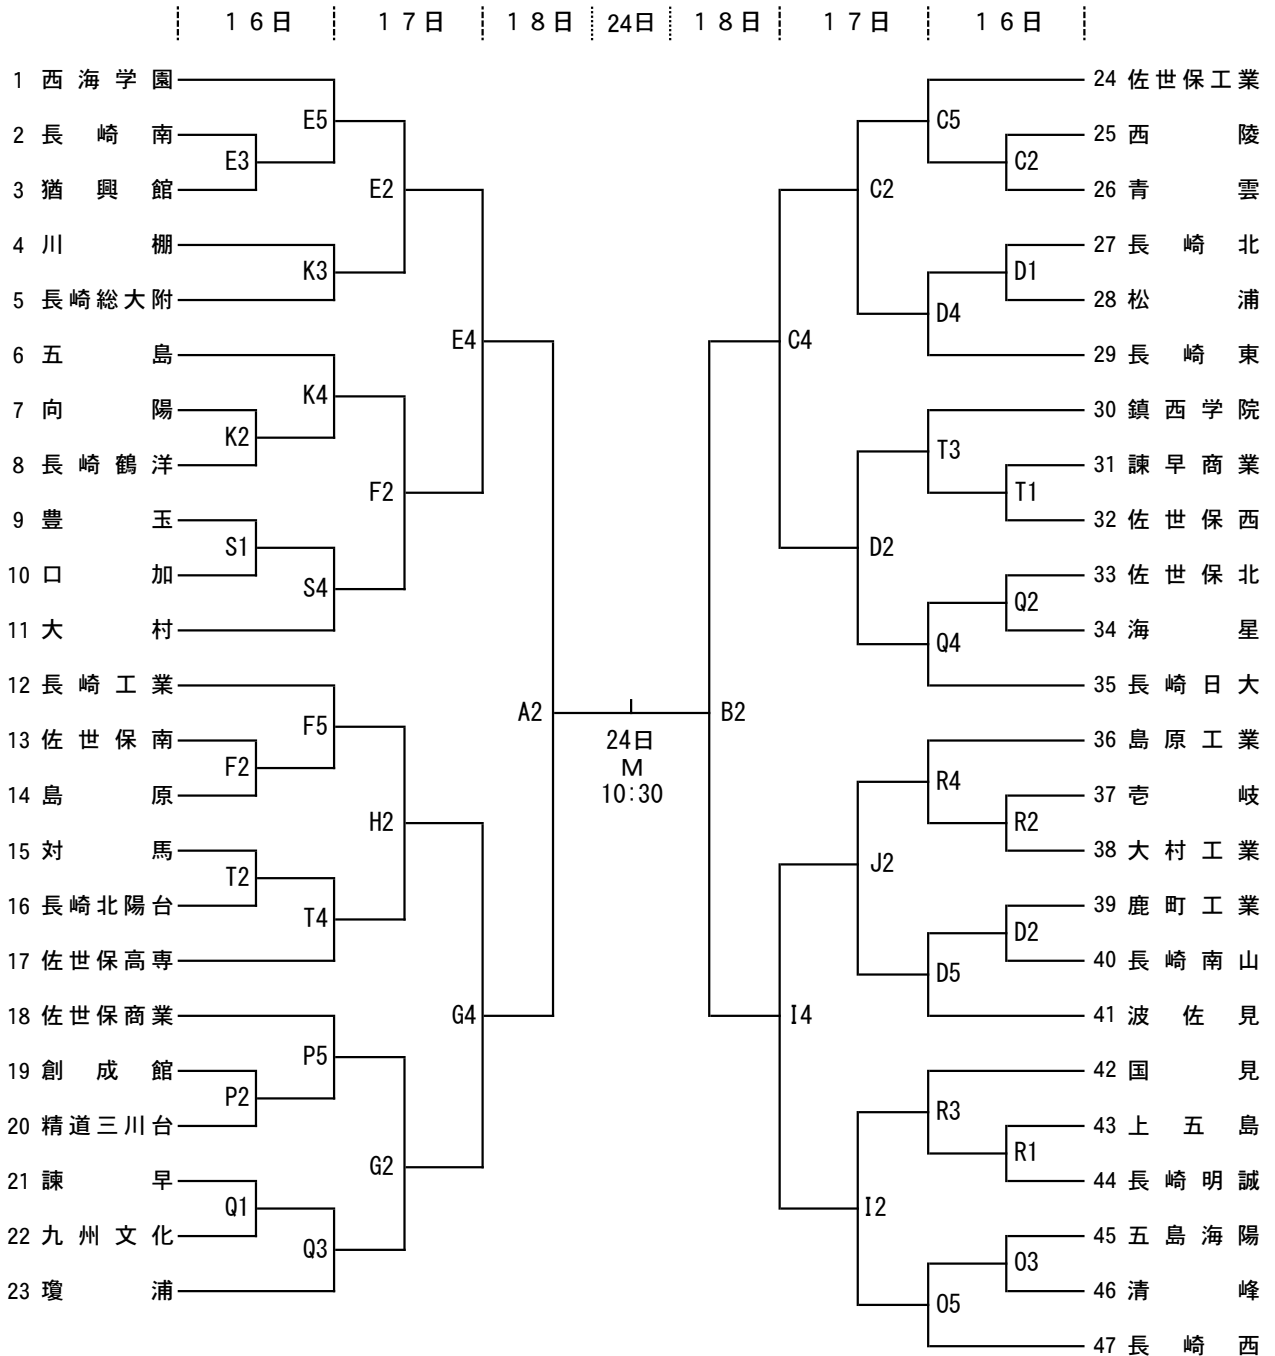 16日 17日 18日 24日 18日 17日 16日
1 西海学園
2 長崎南
3 猶興館
4 川棚
5 長崎総大附
6 五島
7 向陽
8 長崎鶴洋
9 豊玉
10 口加
11 大村
12 長崎工業
13 佐世保南
14 島原
15 対馬
16 長崎北陽台
17 佐世保高専
18 佐世保商業
19 創成館
20 精道三川台
21 諫早
22 九州文化
23 瓊浦
E5
E3
E2
K3
E4
K4
K2
F2
S1
S4
A2
F5
F2
H2
T2
T4
G4
P5
P2
G2
Q1
Q3
24日
M
10:30
B2
C5
C2
C2
D1
D4
C4
T3
T1
D2
Q2
Q4
R4
R2
J2
D2
D5
I4
R3
R1
I2
O3
O5
24 佐世保工業
25 西陵
26 青雲
27 長崎北
28 松浦
29 長崎東
30 鎮西学院
31 諫早商業
32 佐世保西
33 佐世保北
34 海星
35 長崎日大
36 島原工業
37 壱岐
38 大村工業
39 鹿町工業
40 長崎南山
41 波佐見
42 国見
43 上五島
44 長崎明誠
45 五島海陽
46 清峰
47 長崎西